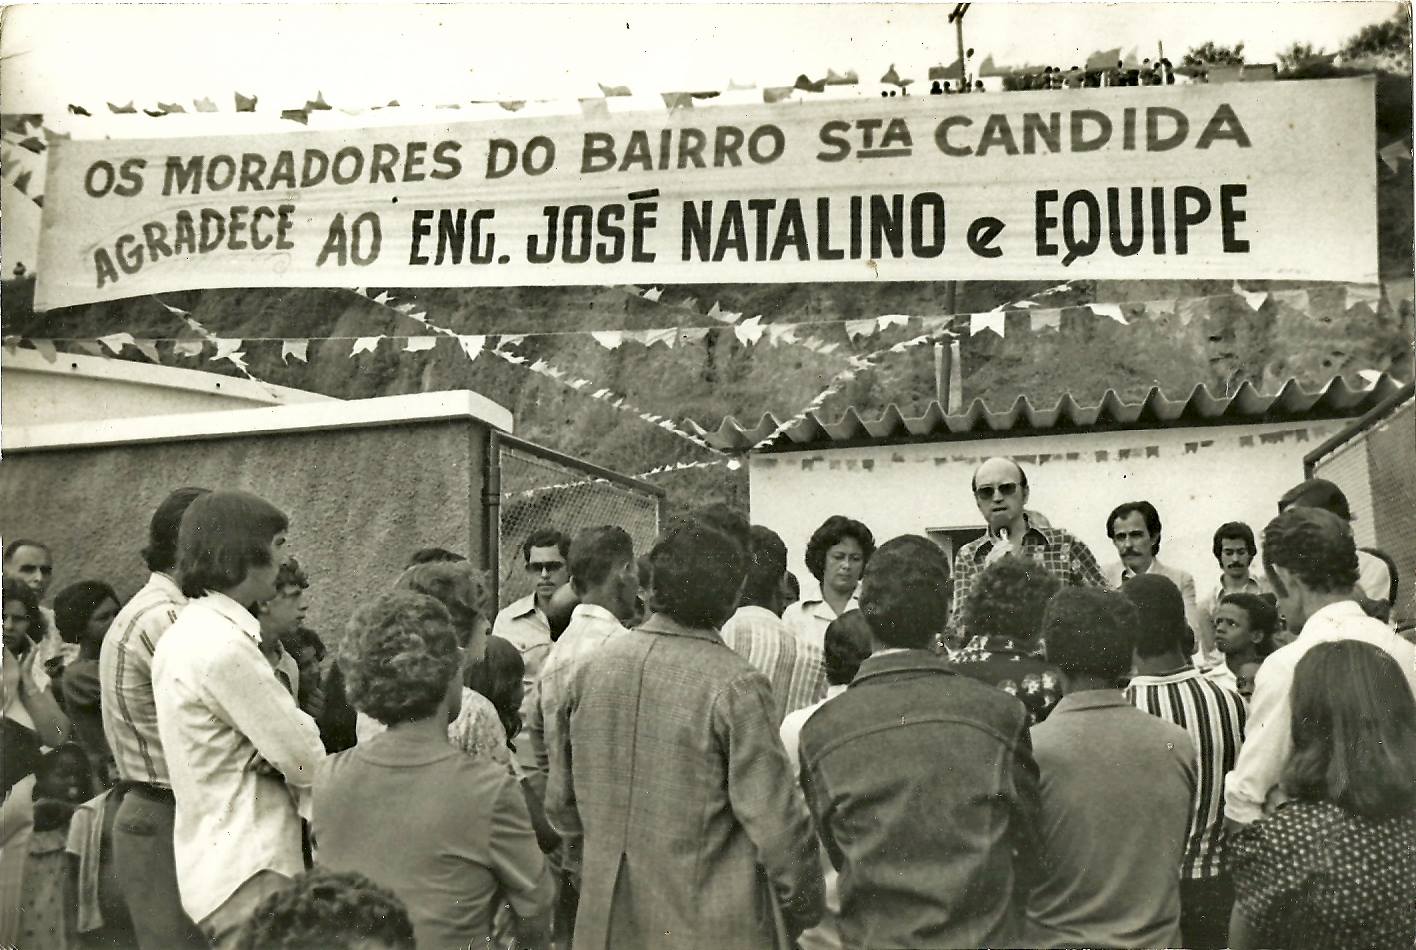 OS MORADORES DO BAIRRO STA CANDIDA
AGRADECE AO ENG. JOSÉ NATALINO e EQUIPE